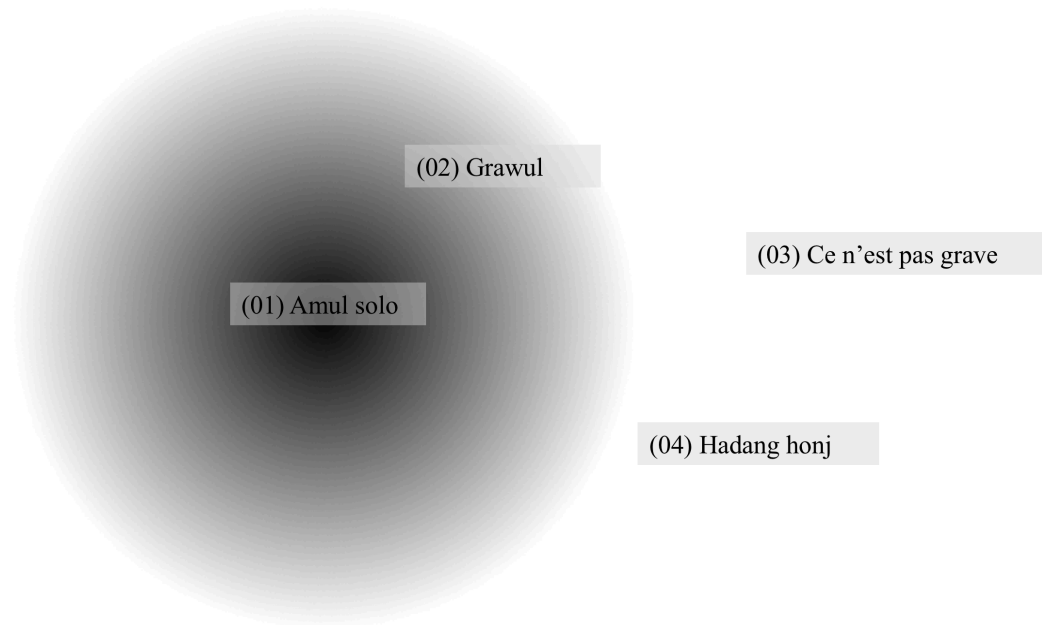 (02) Grawul
(03) Ce n’est pas grave
(01) Amul solo
(04) Hadang honj